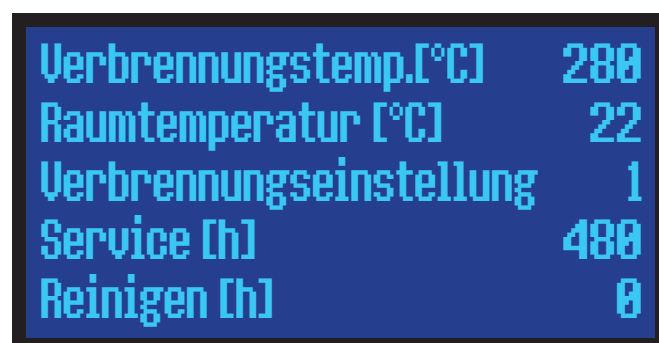 Verbrennungstemp.[°C] 280
Raumtemperatur [°C] 22
Verbrennungseinstellung 1
Service [h] 480
Reinigen [h] 0